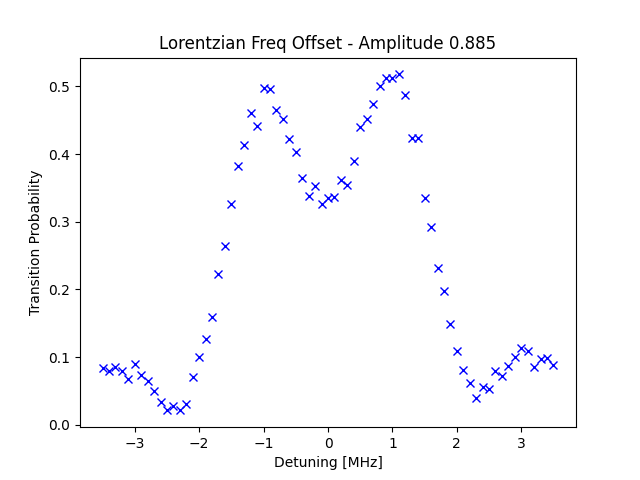 Lorentzian Freq Offset - Amplitude 0.885
Transition Probability
0.5
0.4
0.3
0.2
0.1
0.0
−3 −2 −1 0 1 2 3
Detuning [MHz]